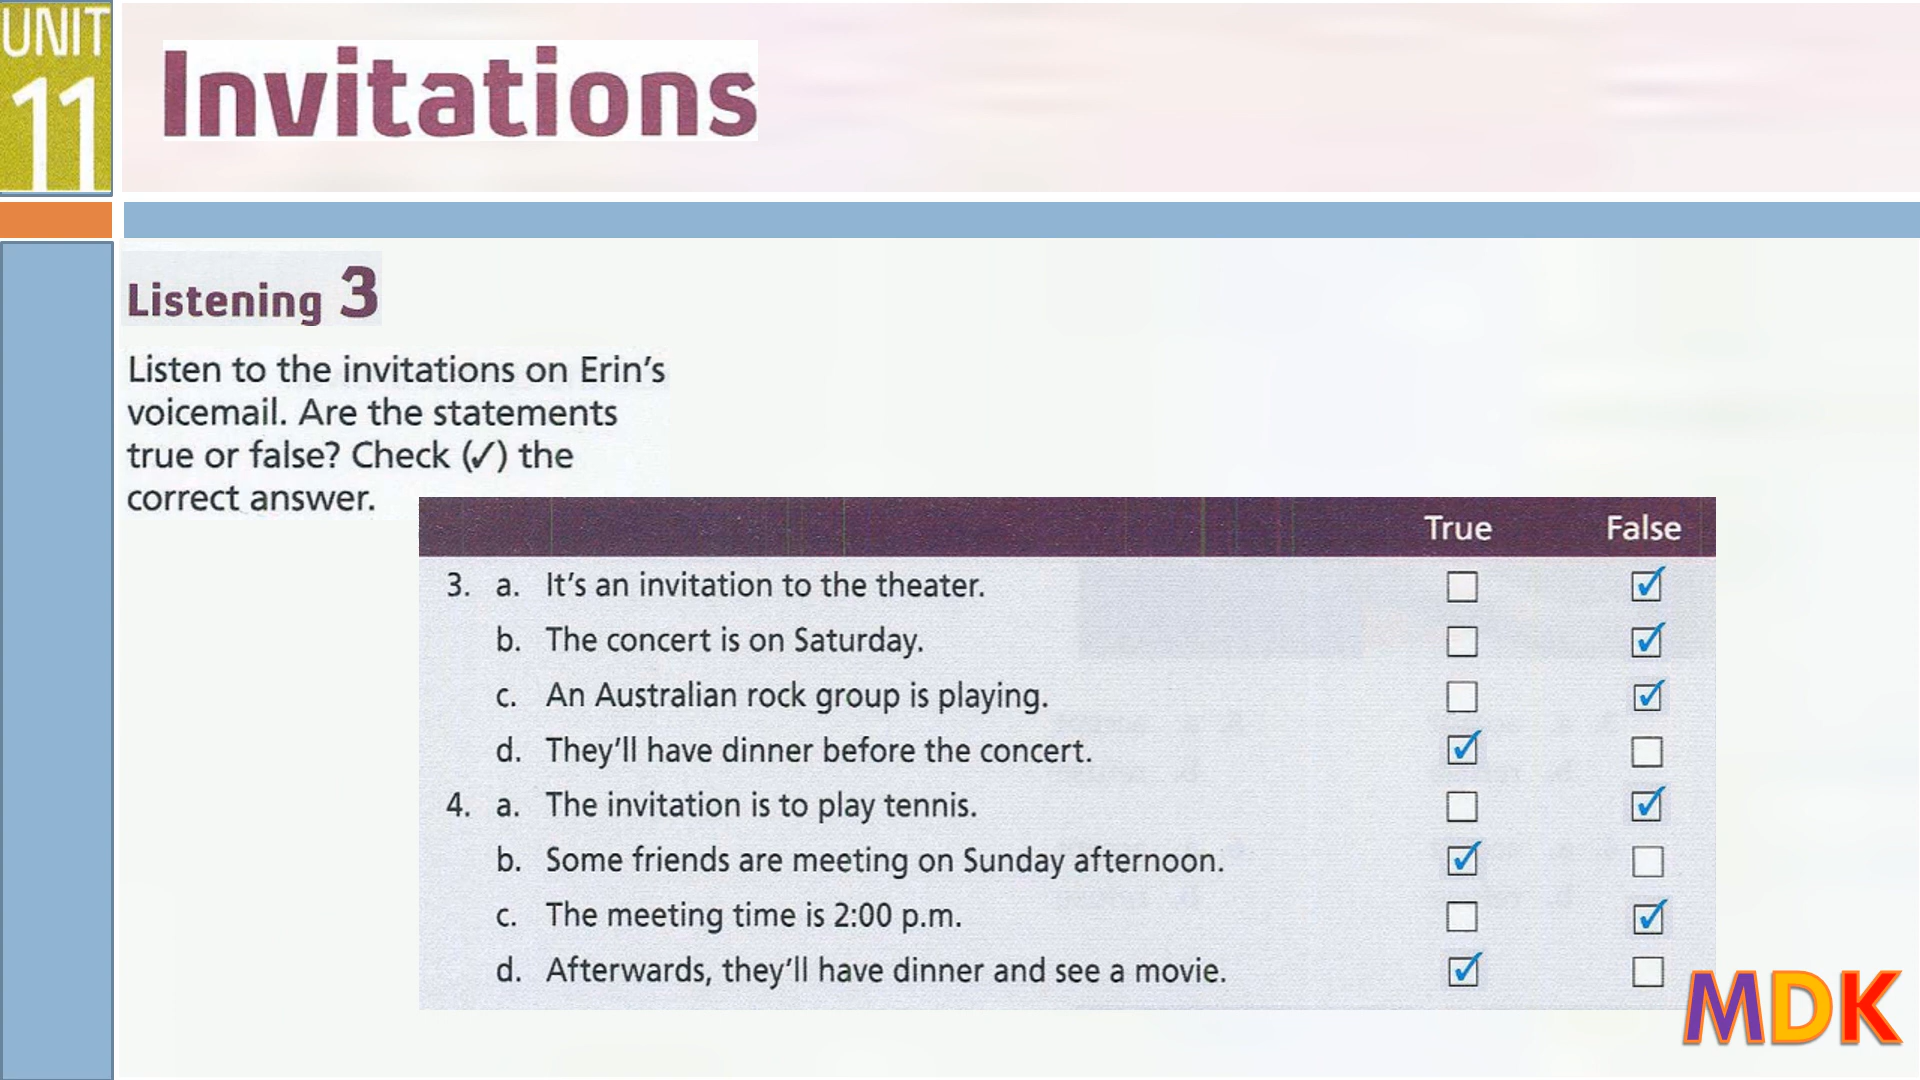 UNIT
11
Invitations
Listening 3
Listen to the invitations on Erin's
voicemail. Are the statements
true or false? Check (✓) the
correct answer.
True False
3. a. It's an invitation to the theater.
b. The concert is on Saturday.
c. An Australian rock group is playing.
d. They'll have dinner before the concert.
4. a. The invitation is to play tennis.
b. Some friends are meeting on Sunday afternoon.
c. The meeting time is 2:00 p.m.
d. Afterwards, they'll have dinner and see a movie.
MDK